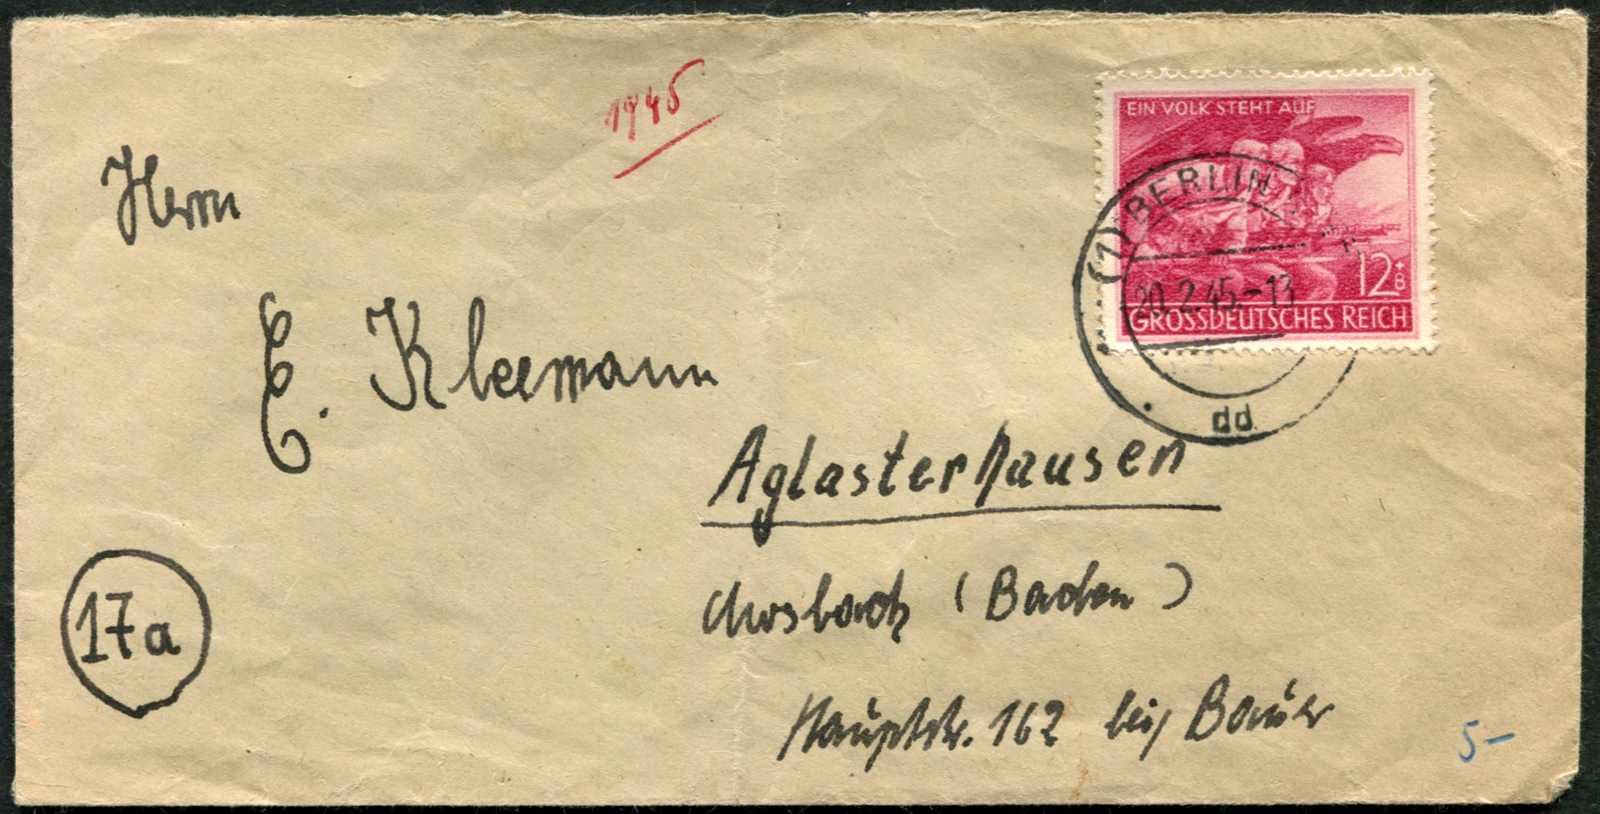 1945
EIN VOLK STEHT AUF
12+8
GROSSDEUTSCHES REICH
(1) BERLIN
20.2.45.-13
dd
Herrn
E. Kleemann
Aglasterhausen
Mosbach (Baden)
Hauptstr. 162 bei Bauer
17a
5-